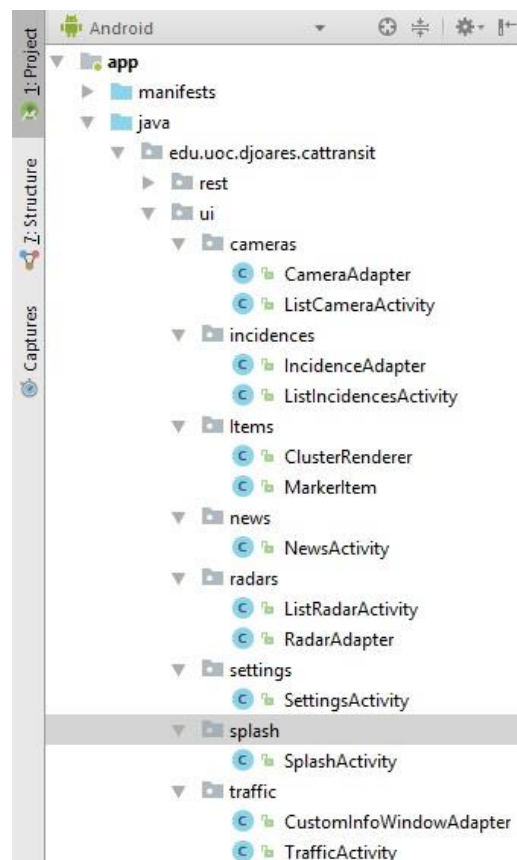 Android
1: Project
app
manifests
java
edu.uoc.djoares.cattransit
rest
ui
cameras
CameraAdapter
ListCameraActivity
incidences
IncidenceAdapter
ListIncidencesActivity
Items
ClusterRenderer
MarkerItem
news
NewsActivity
radars
ListRadarActivity
RadarAdapter
settings
SettingsActivity
splash
SplashActivity
traffic
CustomInfoWindowAdapter
TrafficActivity
7: Structure
Captures